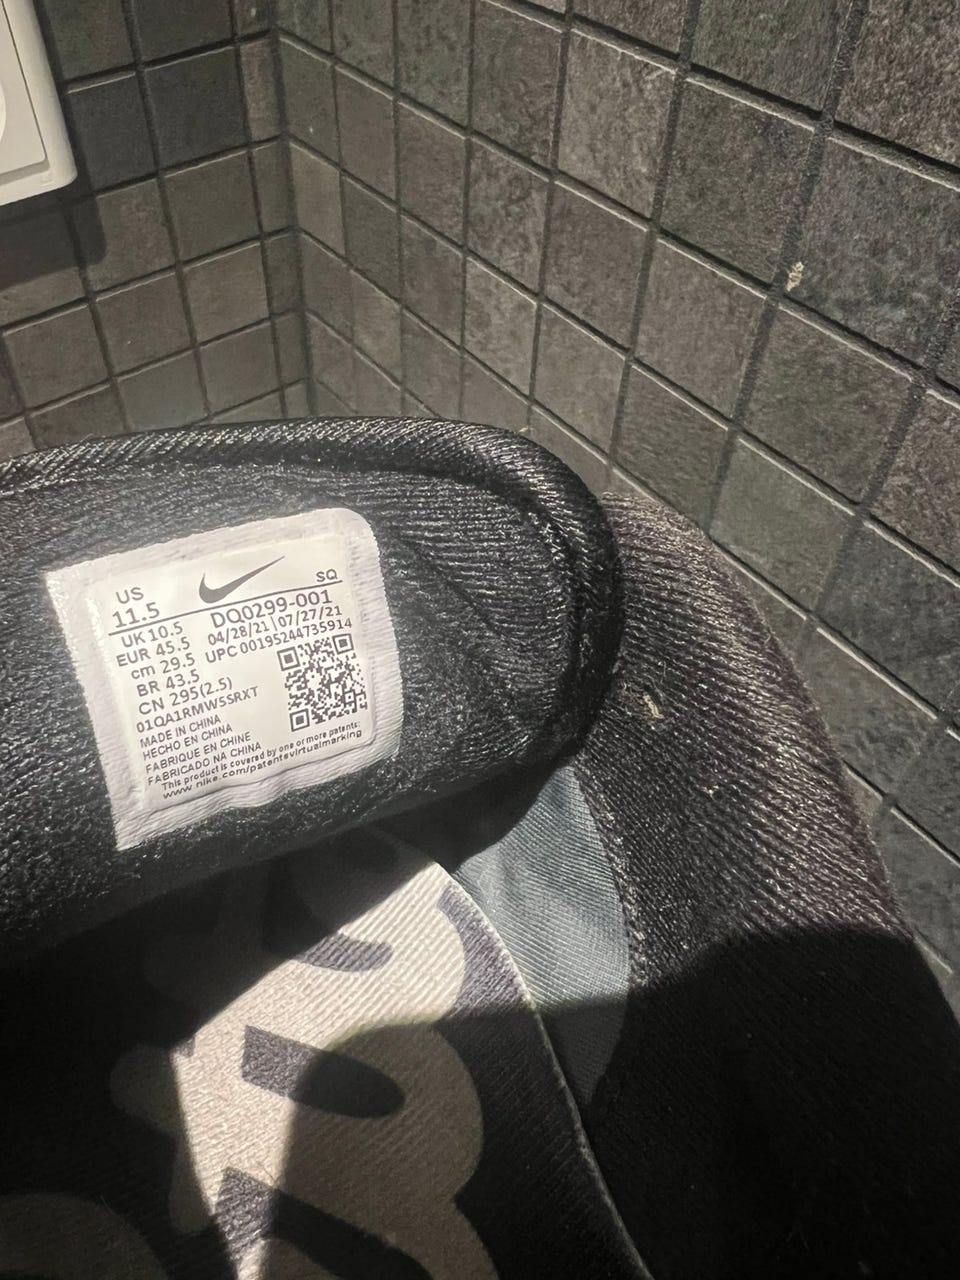 US
11.5
SQ
DQ0299-001
UK 10.5
04/28/21 07/27/21
EUR 45.5
UPC 00195244735914
cm 29.5
BR 43.5
CN 295(2.5)
01QA1RMW5SRXT
MADE IN CHINA
HECHO EN CHINA
FABRIQUE EN CHINE
FABRICADO NA CHINA
This product is covered by one or more patents:
www.nike.com/patentsvirtualmarking